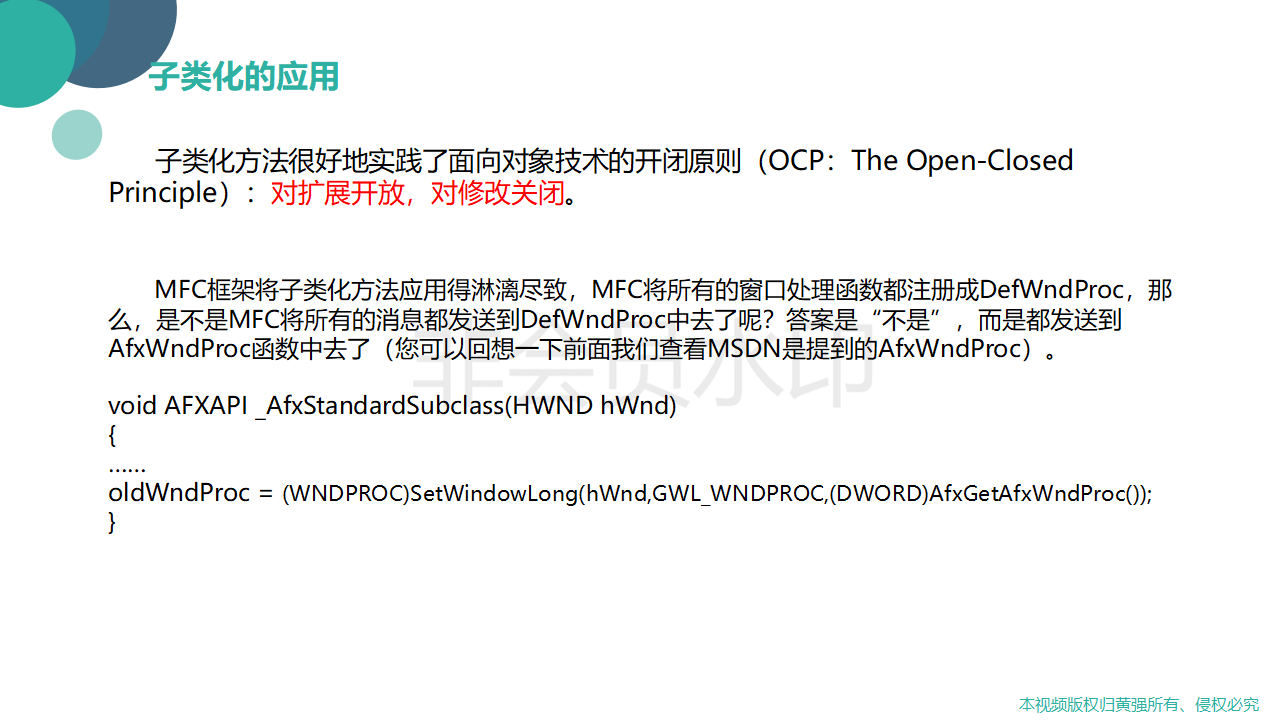 子类化的应用
子类化方法很好地实践了面向对象技术的开闭原则（OCP：The Open-Closed
Principle）：对扩展开放，对修改关闭。
MFC框架将子类化方法应用得淋漓尽致，MFC将所有的窗口处理函数都注册成DefWndProc，那
么，是不是MFC将所有的消息都发送到DefWndProc中去了呢？答案是“不是”，而是都发送到
AfxWndProc函数中去了（您可以回想一下前面我们查看MSDN是提到的AfxWndProc）。
非会员水印
void AFXAPI _AfxStandardSubclass(HWND hWnd)
{
……
oldWndProc = (WNDPROC)SetWindowLong(hWnd,GWL_WNDPROC,(DWORD)AfxGetAfxWndProc());
}
本视频版权归黄强所有、侵权必究